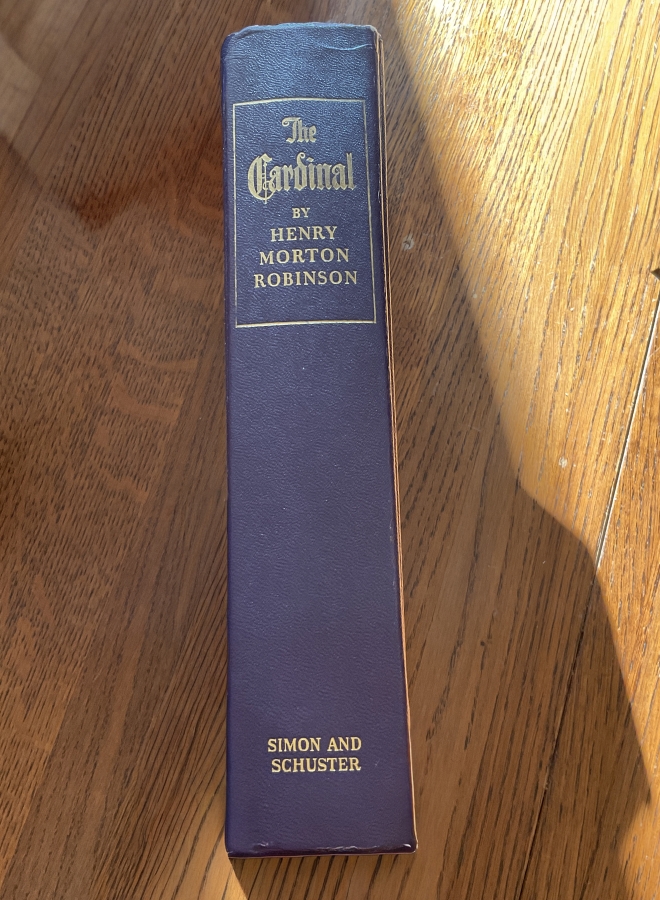 The
Cardinal
BY
HENRY
MORTON
ROBINSON
SIMON AND
SCHUSTER